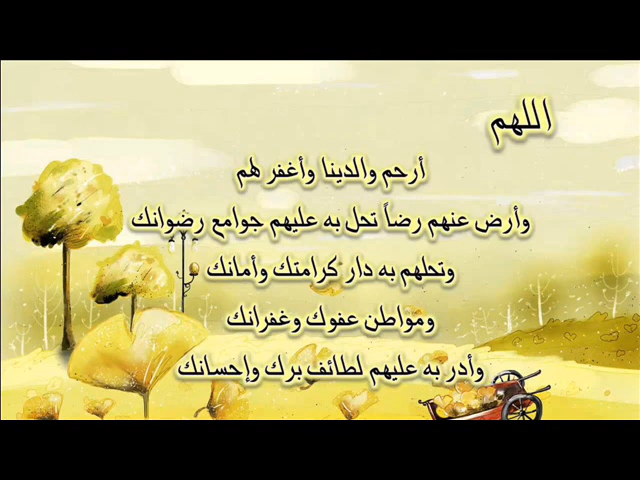 اللهم
أرحم والدينا وأغفر لهم
وأرض عنهم رضاً تحل به عليهم جوامع رضوانك
وتحلهم به دار كرامتك وأمانك
ومواطن عفوك وغفرانك
وأدر به عليهم لطائف برك وإحسانك